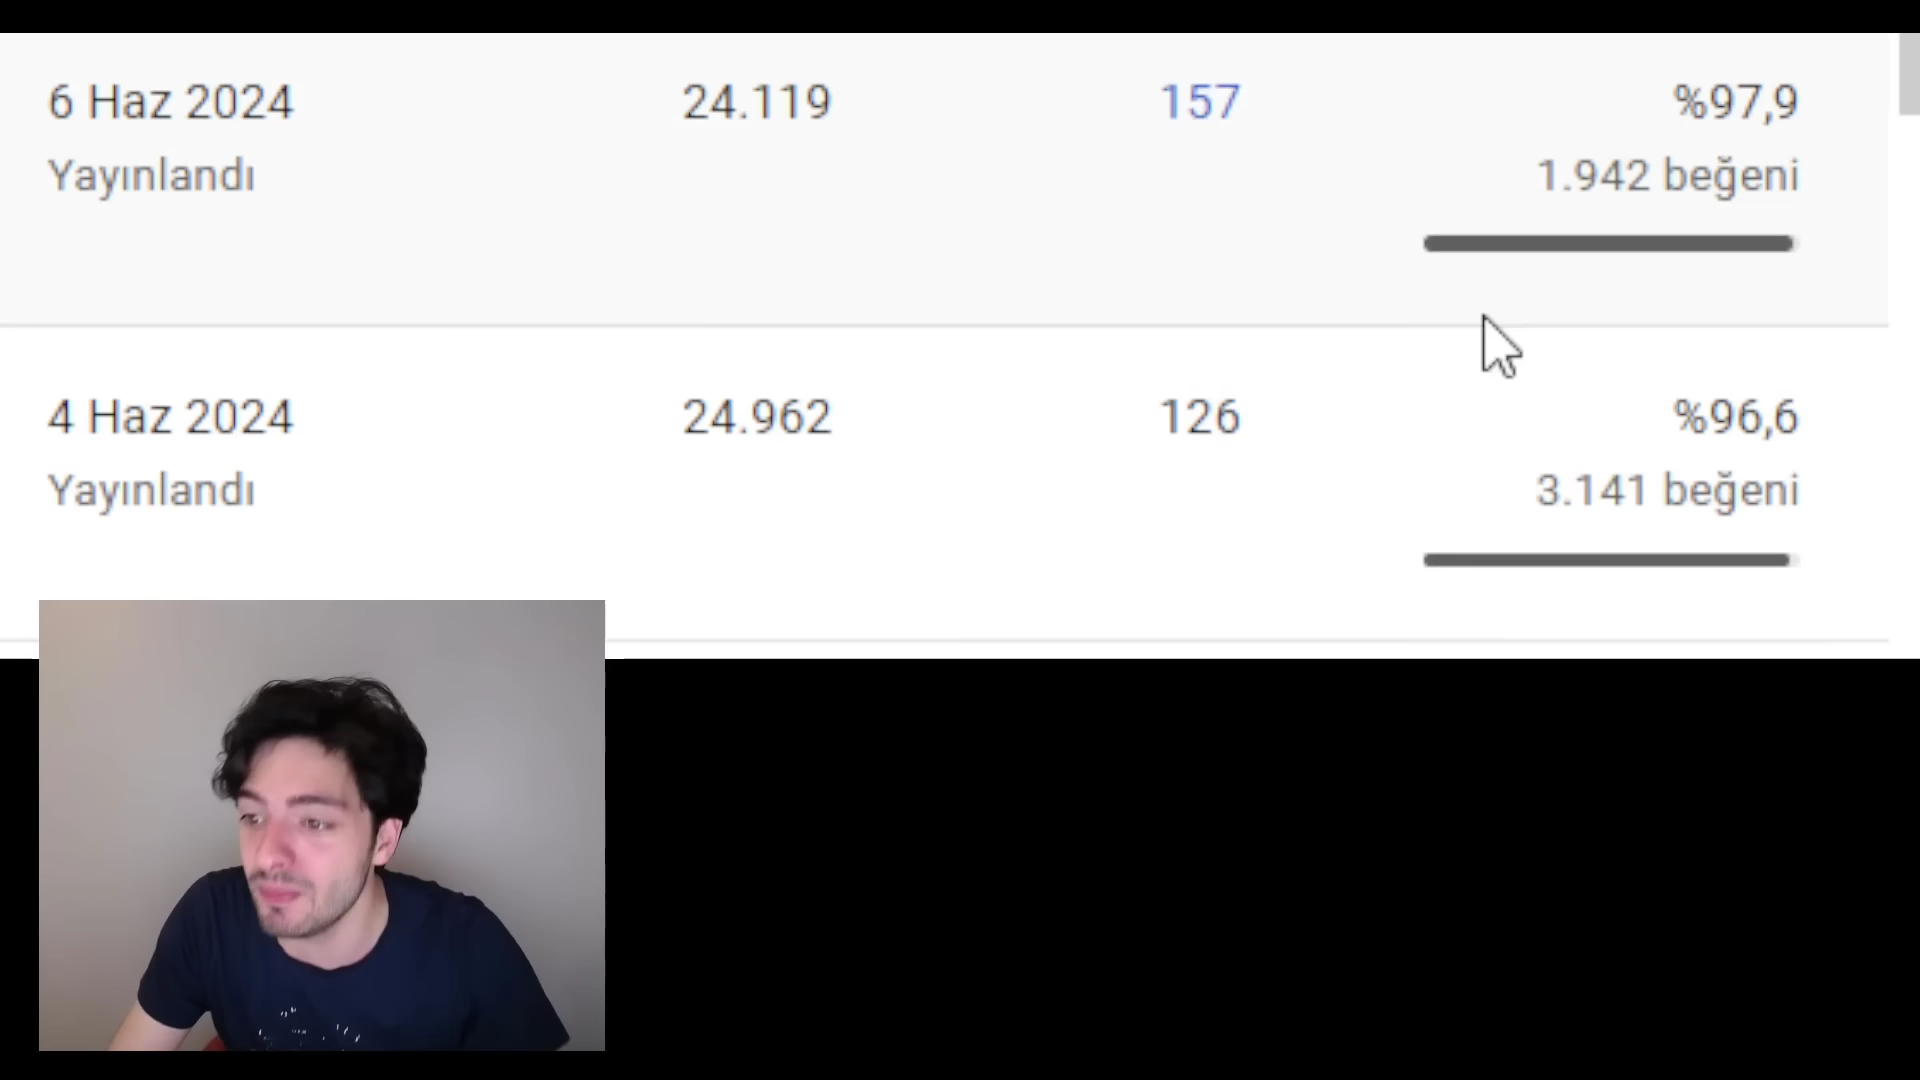 6 Haz 2024 24.119 157 %97,9
Yayınlandı 1.942 beğeni
4 Haz 2024 24.962 126 %96,6
Yayınlandı 3.141 beğeni